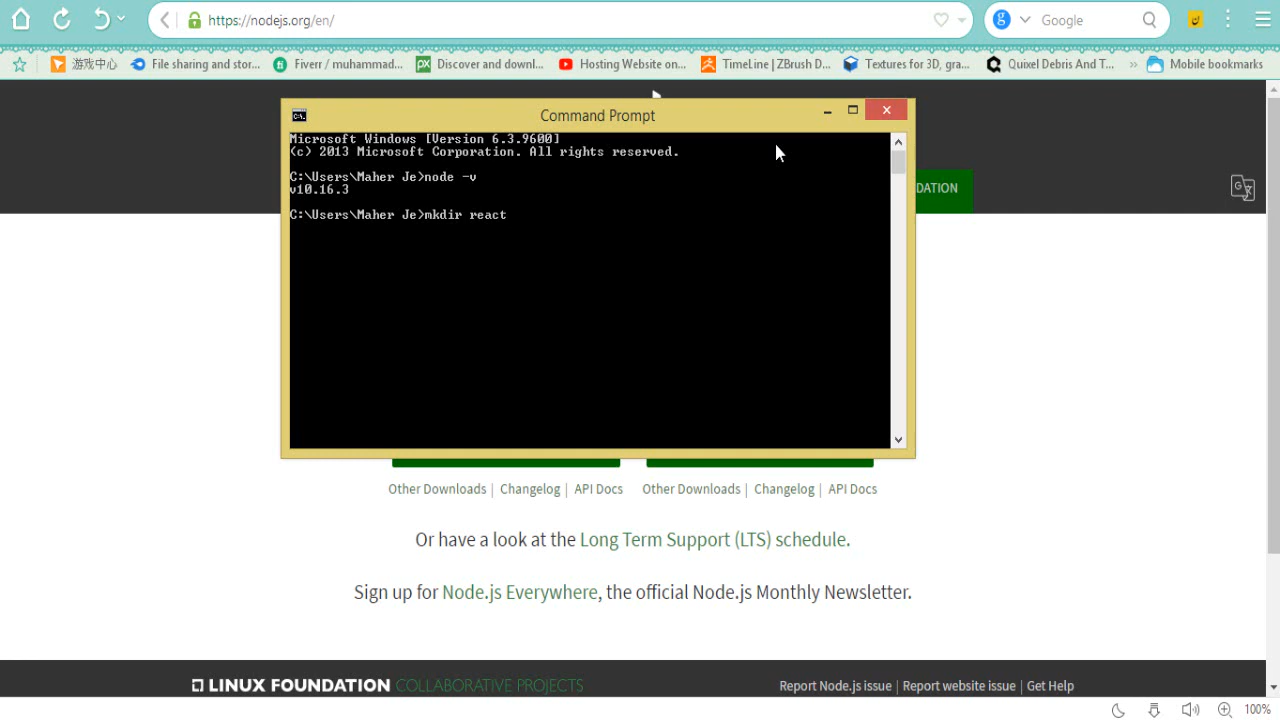 https://nodejs.org/en/
Google
游戏中心
File sharing and stor...
Fiverr / muhammad...
Discover and downl...
Hosting Website on...
TimeLine | ZBrush D...
Textures for 3D, gra...
Quixel Debris And T...
»
Mobile bookmarks
Command Prompt
Microsoft Windows [Version 6.3.9600]
(c) 2013 Microsoft Corporation. All rights reserved.
C:\Users\Maher Je>node -v
v10.16.3
C:\Users\Maher Je>mkdir react
DATION
Other Downloads | Changelog | API Docs
Other Downloads | Changelog | API Docs
Or have a look at the Long Term Support (LTS) schedule.
Sign up for Node.js Everywhere, the official Node.js Monthly Newsletter.
LINUX FOUNDATION COLLABORATIVE PROJECTS
Report Node.js issue | Report website issue | Get Help
100%